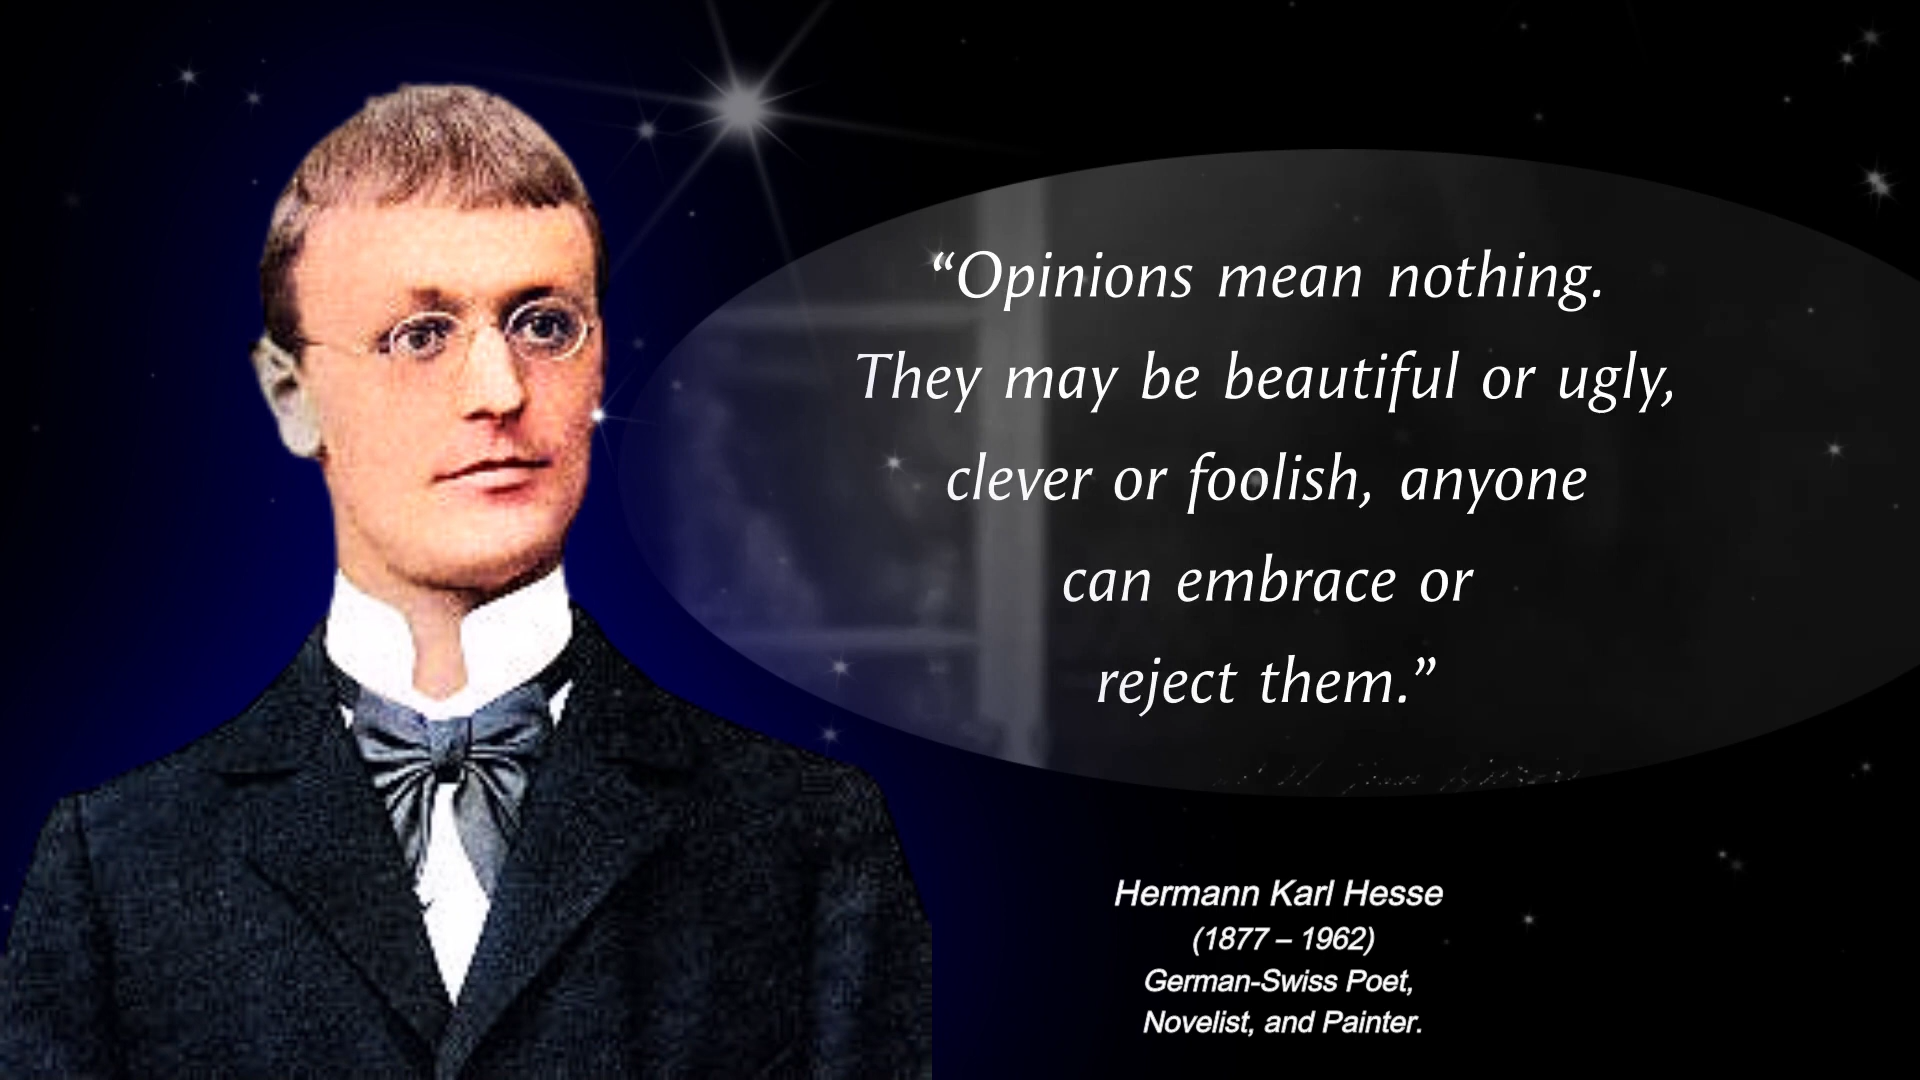 “Opinions mean nothing.
They may be beautiful or ugly,
clever or foolish, anyone
can embrace or
reject them.”
Hermann Karl Hesse
(1877 – 1962)
German-Swiss Poet,
Novelist, and Painter.